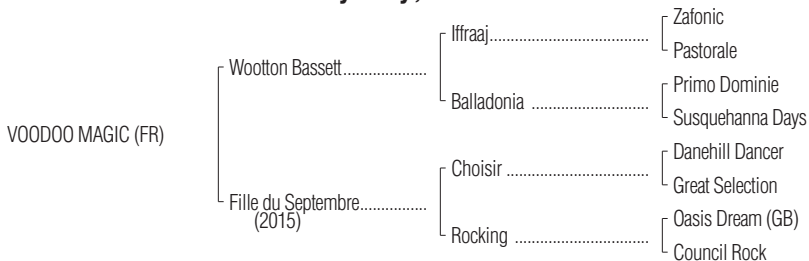 Zafonic
Iffraaj
Pastorale
Wootton Bassett
Primo Dominie
Balladonia
Susquehanna Days
VOODOO MAGIC (FR)
Danehill Dancer
Choisir
Great Selection
Fille du Septembre
(2015)
Oasis Dream (GB)
Rocking
Council Rock